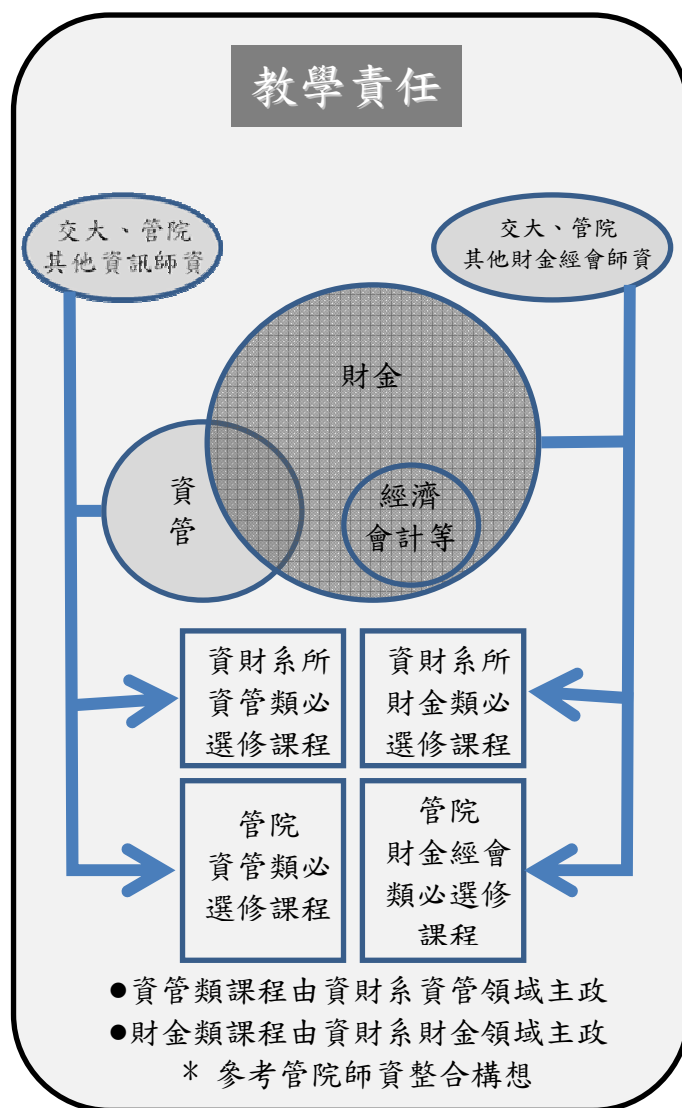 教學責任
交大、管院
其他資訊師資
交大、管院
其他財金經會師資
財金
資
管
經濟
會計等
資財系所
資管類必
選修課程
資財系所
財金類必
選修課程
管院
資管類必
選修課程
管院
財金經會
類必選修
課程
●資管類課程由資財系資管領域主政
●財金類課程由資財系財金領域主政
* 參考管院師資整合構想